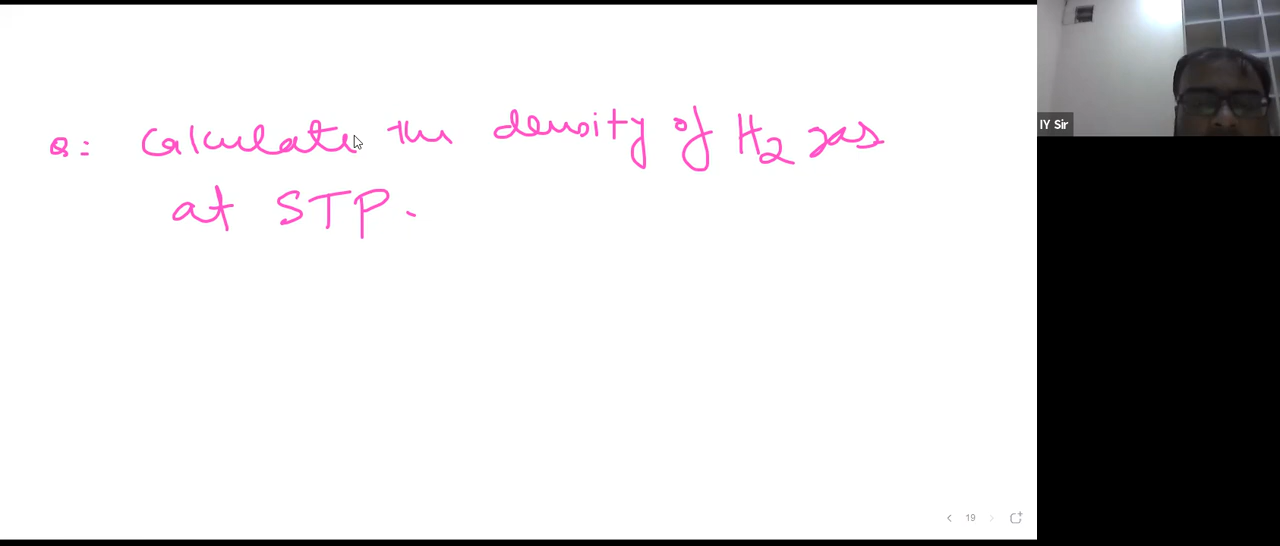 Q: Calculate the density of H2 gas
at STP.
IY Sir
19